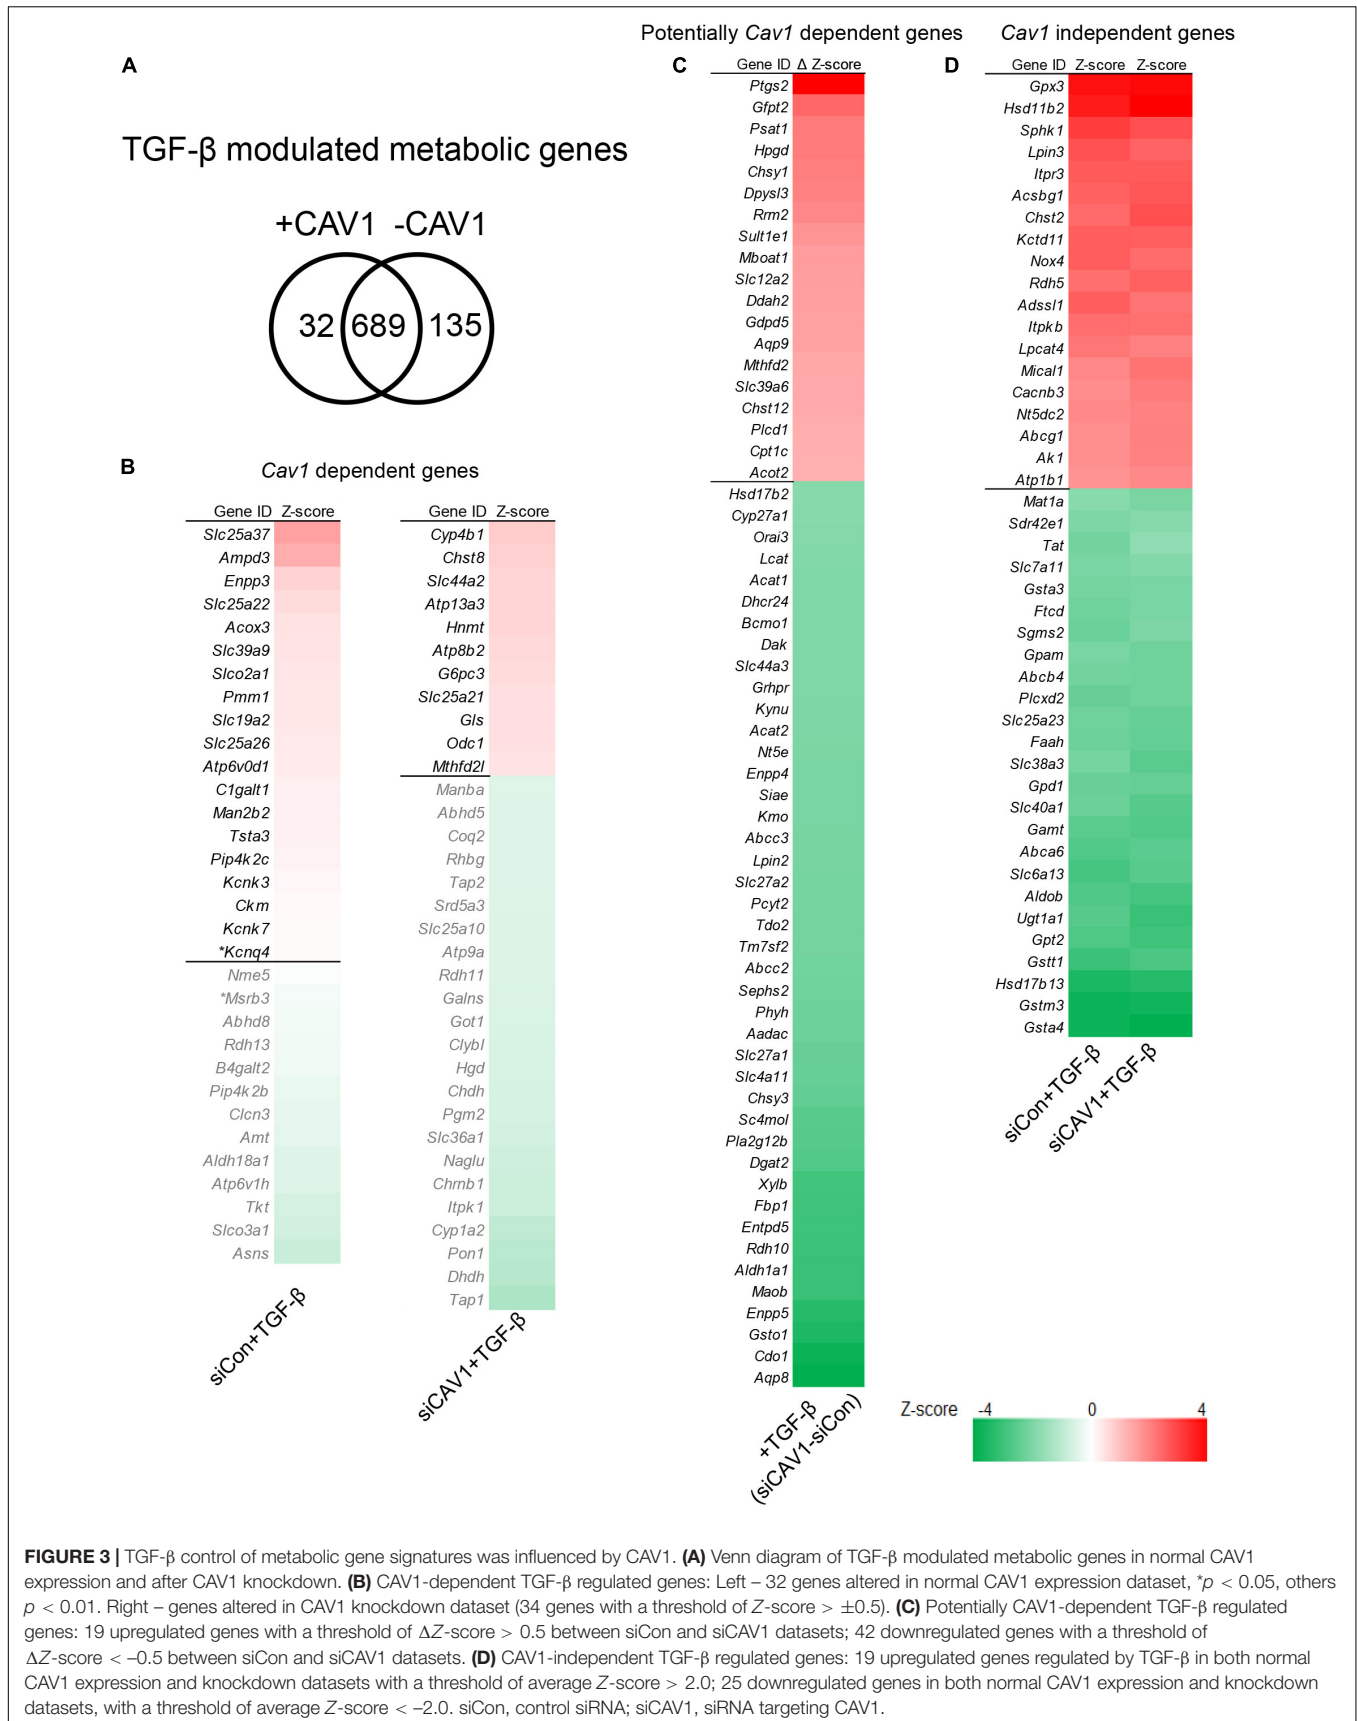 A
TGF-β modulated metabolic genes
+CAV1 -CAV1
32 689 135
B
Cav1 dependent genes
Gene ID Z-score
Slc25a37
Ampd3
Enpp3
Slc25a22
Acox3
Slc39a9
Slco2a1
Pmm1
Slc19a2
Slc25a26
Atp6v0d1
C1galt1
Man2b2
Tsta3
Pip4k2c
Kcnk3
Ckm
Kcnk7
*Kcnq4
Nme5
*Msrb3
Abhd8
Rdh13
B4galt2
Pip4k2b
Clcn3
Amt
Aldh18a1
Atp6v1h
Tkt
Slco3a1
Asns
siCon+TGF-β
Gene ID Z-score
Cyp4b1
Chst8
Slc44a2
Atp13a3
Hnmt
Atp8b2
G6pc3
Slc25a21
Gls
Odc1
Mthfd2l
Manba
Abhd5
Coq2
Rhbg
Tap2
Srd5a3
Slc25a10
Atp9a
Rdh11
Galns
Got1
Clybl
Hgd
Chdh
Pgm2
Slc36a1
Naglu
Chrnb1
Itpk1
Cyp1a2
Pon1
Dhdh
Tap1
siCAV1+TGF-β
Potentially Cav1 dependent genes
C
Gene ID Δ Z-score
Ptgs2
Gfpt2
Psat1
Hpgd
Chsy1
Dpysl3
Rrm2
Sult1e1
Mboat1
Slc12a2
Ddah2
Gdpd5
Aqp9
Mthfd2
Slc39a6
Chst12
Plcd1
Cpt1c
Acot2
Hsd17b2
Cyp27a1
Orai3
Lcat
Acat1
Dhcr24
Bcmo1
Dak
Slc44a3
Grhpr
Kynu
Acat2
Nt5e
Enpp4
Siae
Kmo
Abcc3
Lpin2
Slc27a2
Pcyt2
Tdo2
Tm7sf2
Abcc2
Sephs2
Phyh
Aadac
Slc27a1
Slc4a11
Chsy3
Sc4mol
Pla2g12b
Dgat2
Xylb
Fbp1
Entpd5
Rdh10
Aldh1a1
Maob
Enpp5
Gsto1
Cdo1
Aqp8
+TGF-β
(siCAV1-siCon)
Cav1 independent genes
D
Gene ID Z-score Z-score
Gpx3
Hsd11b2
Sphk1
Lpin3
Itpr3
Acsbg1
Chst2
Kctd11
Nox4
Rdh5
Adssl1
Itpkb
Lpcat4
Mical1
Cacnb3
Nt5dc2
Abcg1
Ak1
Atp1b1
Mat1a
Sdr42e1
Tat
Slc7a11
Gsta3
Ftcd
Sgms2
Gpam
Abcb4
Plcxd2
Slc25a23
Faah
Slc38a3
Gpd1
Slc40a1
Gamt
Abca6
Slc6a13
Aldob
Ugt1a1
Gpt2
Gstt1
Hsd17b13
Gstm3
Gsta4
siCon+TGF-β
siCAV1+TGF-β
Z-score -4 0 4
FIGURE 3 | TGF-β control of metabolic gene signatures was influenced by CAV1. (A) Venn diagram of TGF-β modulated metabolic genes in normal CAV1
expression and after CAV1 knockdown. (B) CAV1-dependent TGF-β regulated genes: Left – 32 genes altered in normal CAV1 expression dataset, *p < 0.05, others
p < 0.01. Right – genes altered in CAV1 knockdown dataset (34 genes with a threshold of Z-score > ±0.5). (C) Potentially CAV1-dependent TGF-β regulated
genes: 19 upregulated genes with a threshold of ΔZ-score > 0.5 between siCon and siCAV1 datasets; 42 downregulated genes with a threshold of
ΔZ-score < –0.5 between siCon and siCAV1 datasets. (D) CAV1-independent TGF-β regulated genes: 19 upregulated genes regulated by TGF-β in both normal
CAV1 expression and knockdown datasets with a threshold of average Z-score > 2.0; 25 downregulated genes in both normal CAV1 expression and knockdown
datasets, with a threshold of average Z-score < –2.0. siCon, control siRNA; siCAV1, siRNA targeting CAV1.